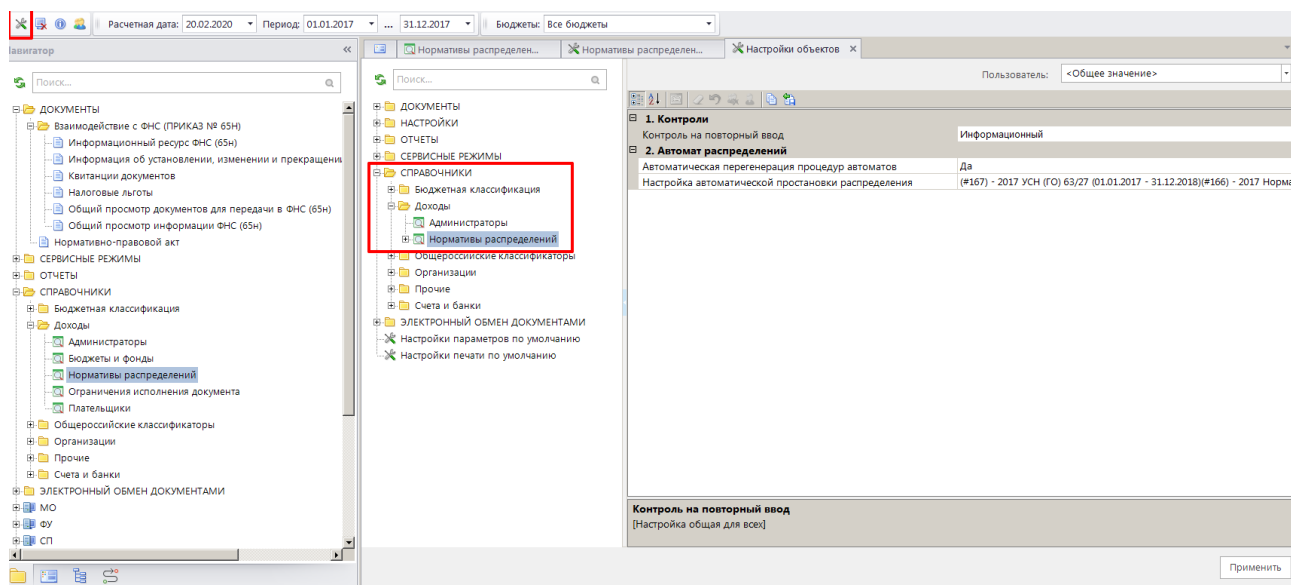 Расчетная дата: 20.02.2020 Период: 01.01.2017 ... 31.12.2017 Бюджеты: Все бюджеты
Навигатор
Поиск...
ДОКУМЕНТЫ
Взаимодействие с ФНС (ПРИКАЗ № 65Н)
Информационный ресурс ФНС (65н)
Информация об установлении, изменении и прекращени
Квитанции документов
Налоговые льготы
Общий просмотр документов для передачи в ФНС (65н)
Общий просмотр информации ФНС (65н)
Нормативно-правовой акт
СЕРВИСНЫЕ РЕЖИМЫ
ОТЧЕТЫ
СПРАВОЧНИКИ
Бюджетная классификация
Доходы
Администраторы
Бюджеты и фонды
Нормативы распределений
Ограничения исполнения документа
Плательщики
Общероссийские классификаторы
Организации
Прочие
Счета и банки
ЭЛЕКТРОННЫЙ ОБМЕН ДОКУМЕНТАМИ
МО
ФУ
СП
Нормативы распределен... Нормативы распределен... Настройки объектов
Поиск...
ДОКУМЕНТЫ
НАСТРОЙКИ
ОТЧЕТЫ
СЕРВИСНЫЕ РЕЖИМЫ
СПРАВОЧНИКИ
Бюджетная классификация
Доходы
Администраторы
Нормативы распределений
Общероссийские классификаторы
Организации
Прочие
Счета и банки
ЭЛЕКТРОННЫЙ ОБМЕН ДОКУМЕНТАМИ
Настройки параметров по умолчанию
Настройки печати по умолчанию
Пользователь: <Общее значение>
1. Контроли
Контроль на повторный ввод Информационный
2. Автомат распределений
Автоматическая перегенерация процедур автоматов Да
Настройка автоматической простановки распределения (#167) - 2017 УСН (ГО) 63/27 (01.01.2017 - 31.12.2018)(#166) - 2017 Норма
Контроль на повторный ввод
[Настройка общая для всех]
Применить